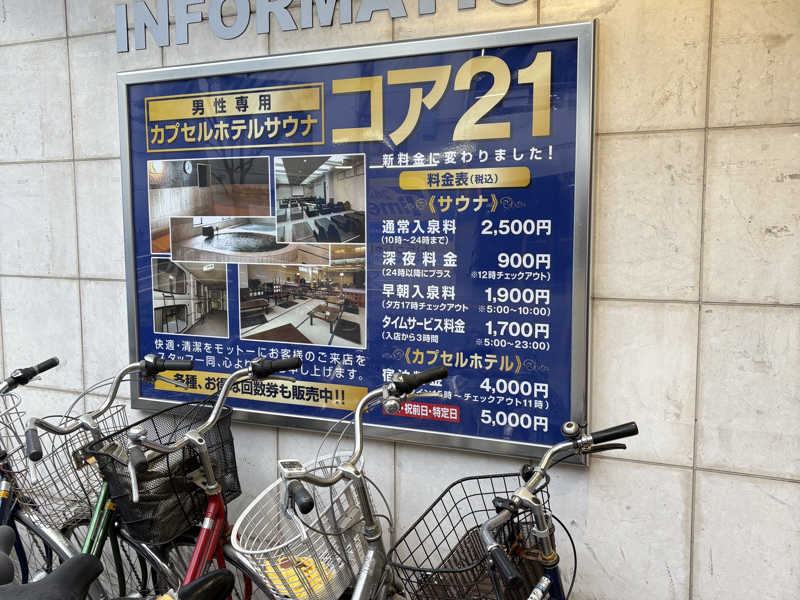 INFORMATIO
男性専用
カプセルホテルサウナ
コア21
新料金に変わりました!
料金表(税込)
《サウナ》
通常入泉料 2,500円
(10時〜24時まで)
深夜料金 900円
(24時以降にプラス ※12時チェックアウト)
早朝入泉料 1,900円
(夕方17時チェックアウト ※5:00〜10:00)
タイムサービス料金 1,700円
(入店から3時間 ※5:00〜23:00)
《カプセルホテル》
4,000円
チェックアウト11時)
祝前日・特定日 5,000円
快適・清潔をモットーにお客様のご来店を
スタッフ一同、心よ 申し上げます。
各種、お得な回数券も販売中!!